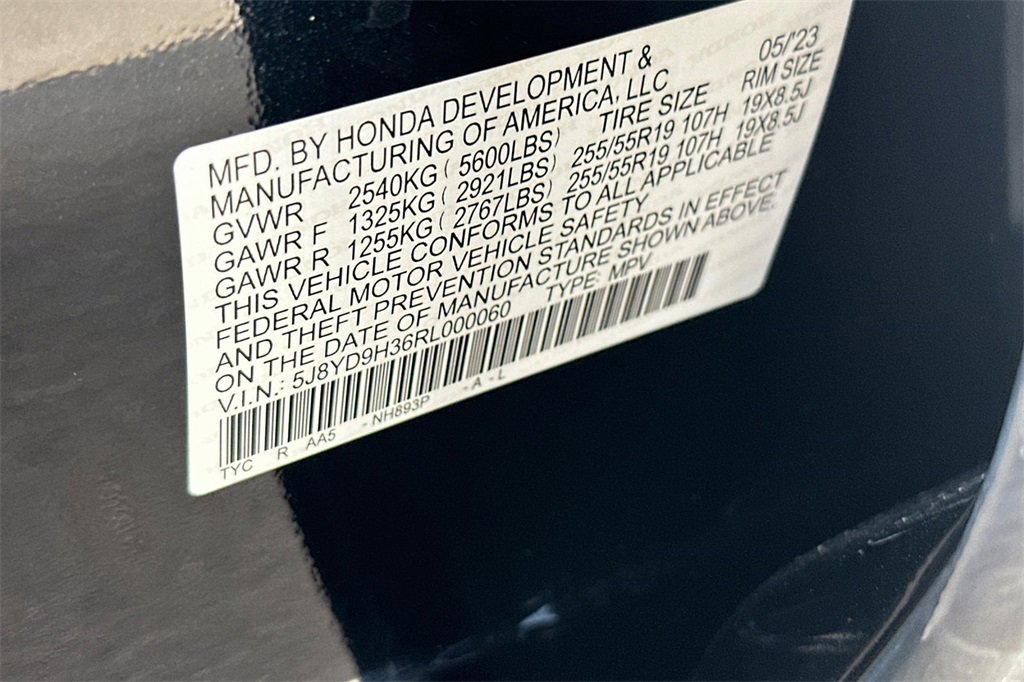 MFD. BY HONDA DEVELOPMENT & 05/'23
MANUFACTURING OF AMERICA, LLC
TIRE SIZE RIM SIZE
GVWR 2540KG ( 5600LBS)
GAWR F 1325KG ( 2921LBS) 255/55R19 107H 19X8.5J
GAWR R 1255KG ( 2767LBS) 255/55R19 107H 19X8.5J
THIS VEHICLE CONFORMS TO ALL APPLICABLE
FEDERAL MOTOR VEHICLE SAFETY
AND THEFT PREVENTION STANDARDS IN EFFECT
ON THE DATE OF MANUFACTURE SHOWN ABOVE.
V.I.N.: 5J8YD9H36RL000060 TYPE: MPV
TYC R AA5 - NH893P - A - L